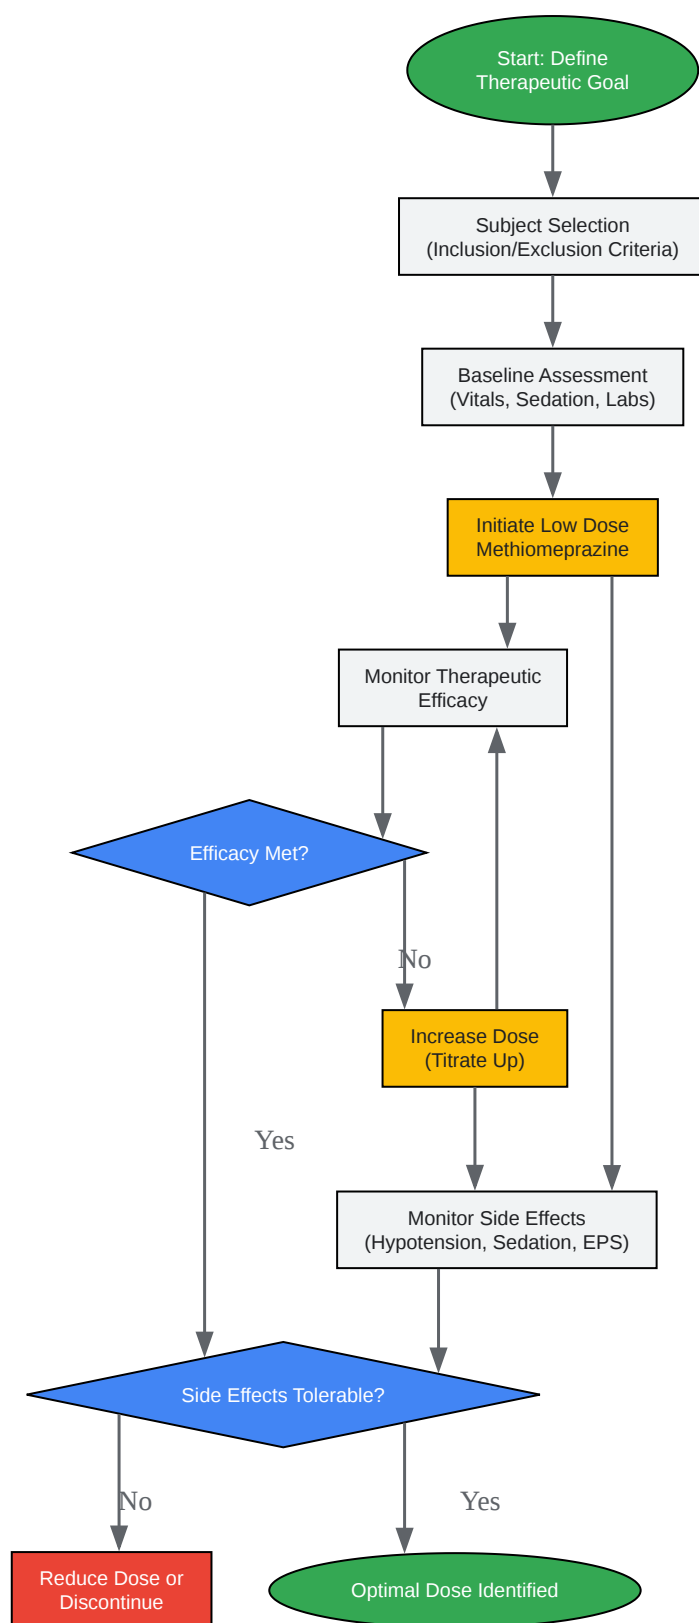 Start: Define
Therapeutic Goal
Subject Selection
(Inclusion/Exclusion Criteria)
Baseline Assessment
(Vitals, Sedation, Labs)
Initiate Low Dose
Methiomeprazine
Monitor Therapeutic
Efficacy
Efficacy Met?
No
Increase Dose
(Titrate Up)
Yes
Monitor Side Effects
(Hypotension, Sedation, EPS)
Side Effects Tolerable?
No
Yes
Reduce Dose or
Discontinue
Optimal Dose Identified